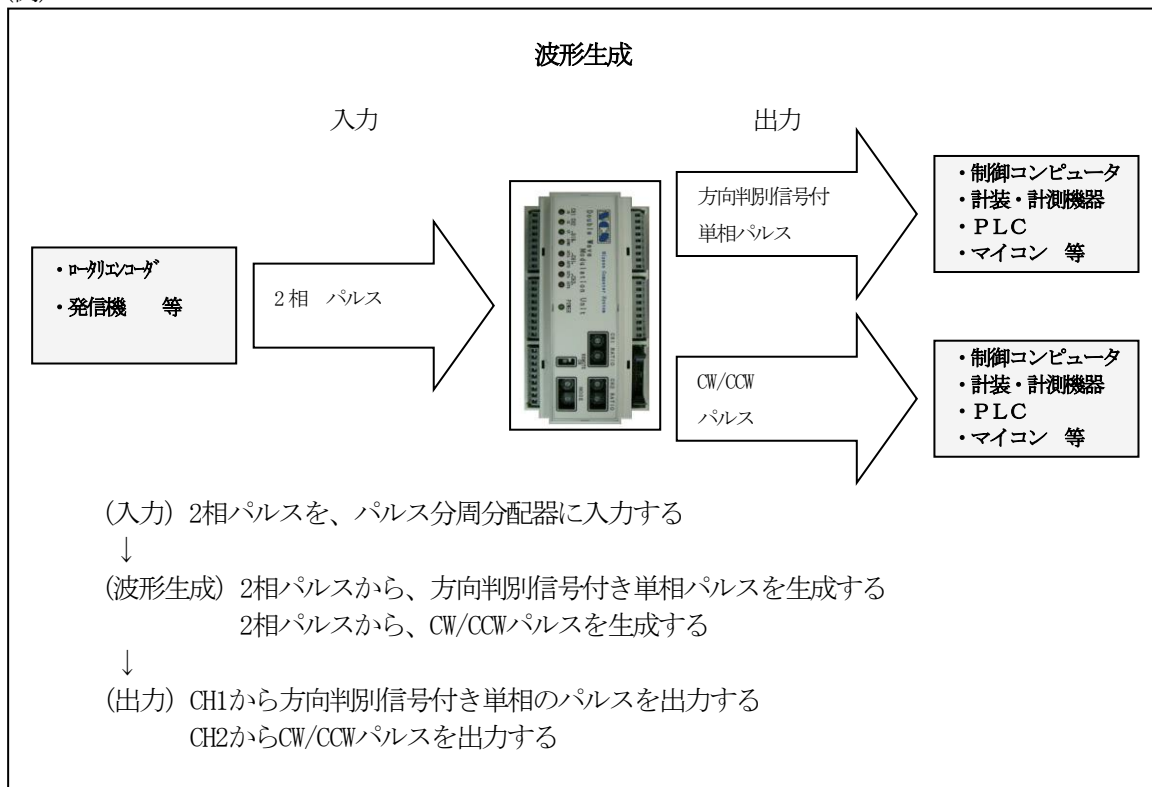 波形生成
入力
出力
・ロータリエンコーダ
・発信機 等
2相 パルス
方向判別信号付
単相パルス
CW/CCW
パルス
・制御コンピュータ
・計装・計測機器
・PLC
・マイコン 等
・制御コンピュータ
・計装・計測機器
・PLC
・マイコン 等
Double Wave
Modulation Unit
POWER
CH1 RATIO
CH2 RATIO
MODE
(入力) 2相パルスを、パルス分周分配器に入力する
↓
(波形生成) 2相パルスから、方向判別信号付き単相パルスを生成する
2相パルスから、CW/CCWパルスを生成する
↓
(出力) CH1から方向判別信号付き単相のパルスを出力する
CH2からCW/CCWパルスを出力する